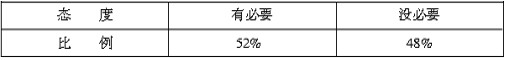 态 度 有必要 没必要
比 例 52% 48%